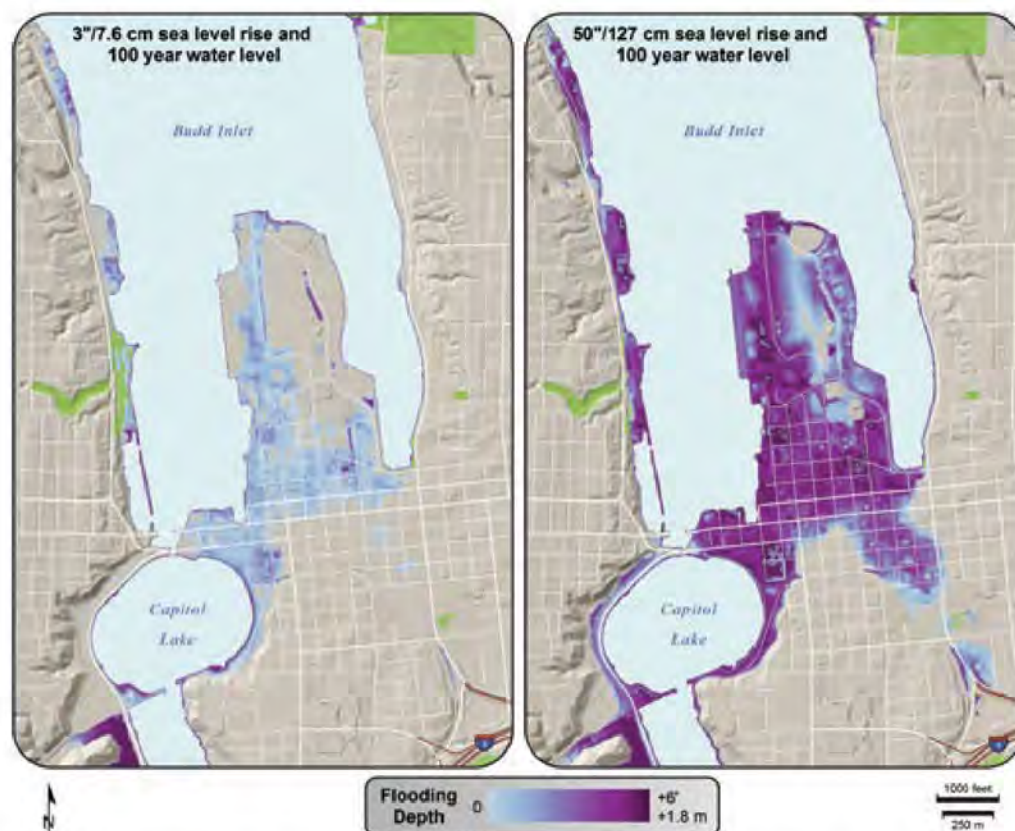 3"/7.6 cm sea level rise and
100 year water level
Budd Inlet
Capitol
Lake
50"/127 cm sea level rise and
100 year water level
Budd Inlet
Capitol
Lake
5
5
N
Flooding
Depth
0
+6'
+1.8 m
1000 feet
250 m